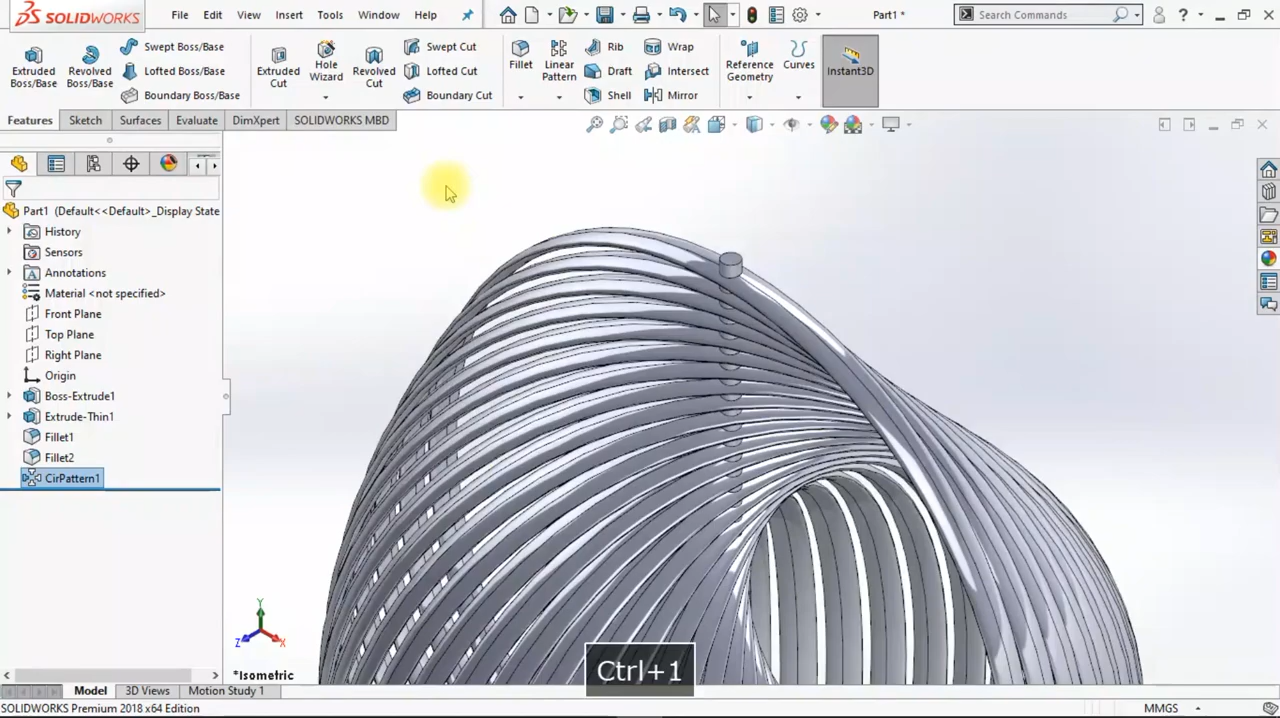 SOLIDWORKS
File Edit View Insert Tools Window Help
Part1 *
Search Commands
?
Extruded Boss/Base
Revolved Boss/Base
Swept Boss/Base
Lofted Boss/Base
Boundary Boss/Base
Extruded Cut
Hole Wizard
Revolved Cut
Swept Cut
Lofted Cut
Boundary Cut
Fillet
Linear Pattern
Rib
Draft
Shell
Wrap
Intersect
Mirror
Reference Geometry
Curves
Instant3D
Features Sketch Surfaces Evaluate DimXpert SOLIDWORKS MBD
Part1 (Default<<Default>_Display State
History
Sensors
Annotations
Material <not specified>
Front Plane
Top Plane
Right Plane
Origin
Boss-Extrude1
Extrude-Thin1
Fillet1
Fillet2
CirPattern1
Y
Z X
*Isometric
Ctrl+1
Model 3D Views Motion Study 1
SOLIDWORKS Premium 2018 x64 Edition
MMGS